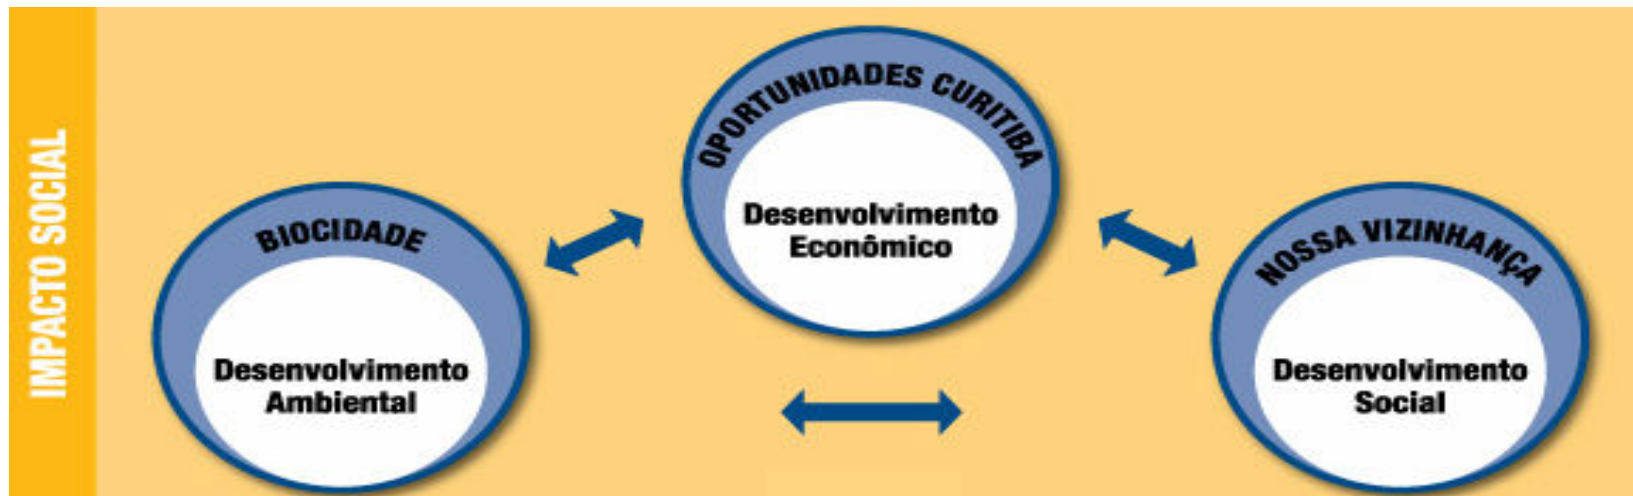 IMPACTO SOCIAL
BIOCIDADE
Desenvolvimento
Ambiental
OPORTUNIDADES CURITIBA
Desenvolvimento
Econômico
NOSSA VIZINHANÇA
Desenvolvimento
Social